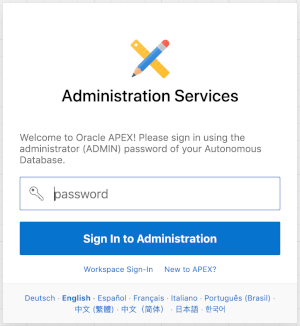 Administration Services
Welcome to Oracle APEX! Please sign in using the
administrator (ADMIN) password of your Autonomous
Database.
password
Sign In to Administration
Workspace Sign-In New to APEX?
Deutsch · English · Español · Français · Italiano · Português (Brasil) ·
中文 (繁體) · 中文（简体） · 日本語 · 한국어